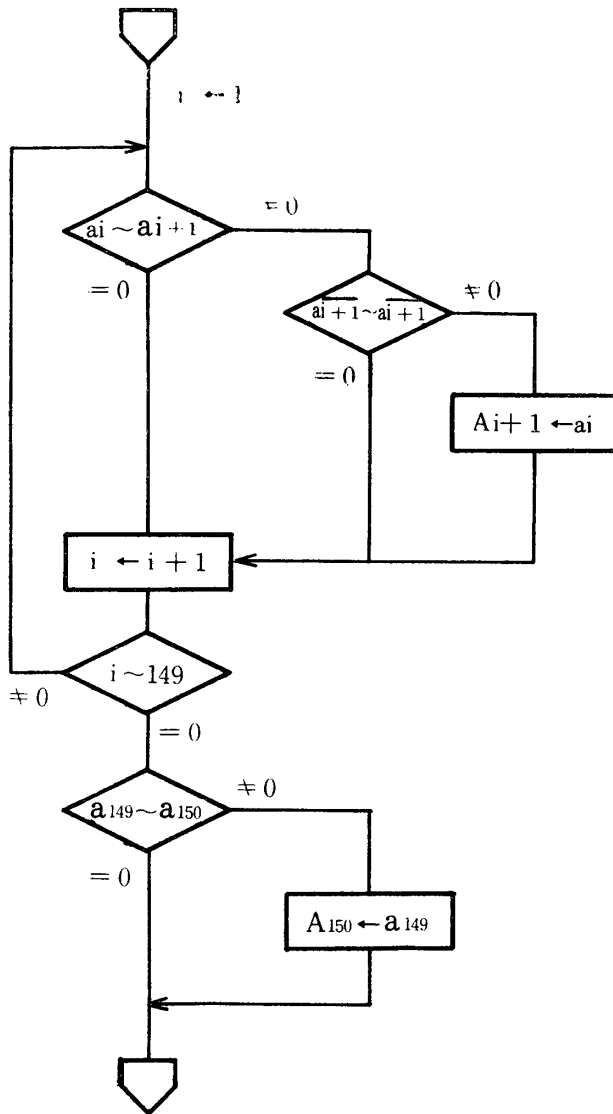 ı ← 1
ai ~ ai+1
= 0
= 0
ai+1 ~ ai+1
≠ 0
= 0
Ai+1 ← ai
i ← i+1
i ~ 149
≠ 0
= 0
a149 ~ a150
≠ 0
= 0
A150 ← a149